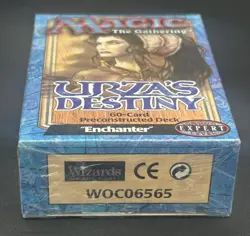 MAGIC
The Gathering®
URZA'S
DESTINY
60-Card
Preconstructed Deck
"Enchanter"
EXPERT
Wizards
CE
WOC06565